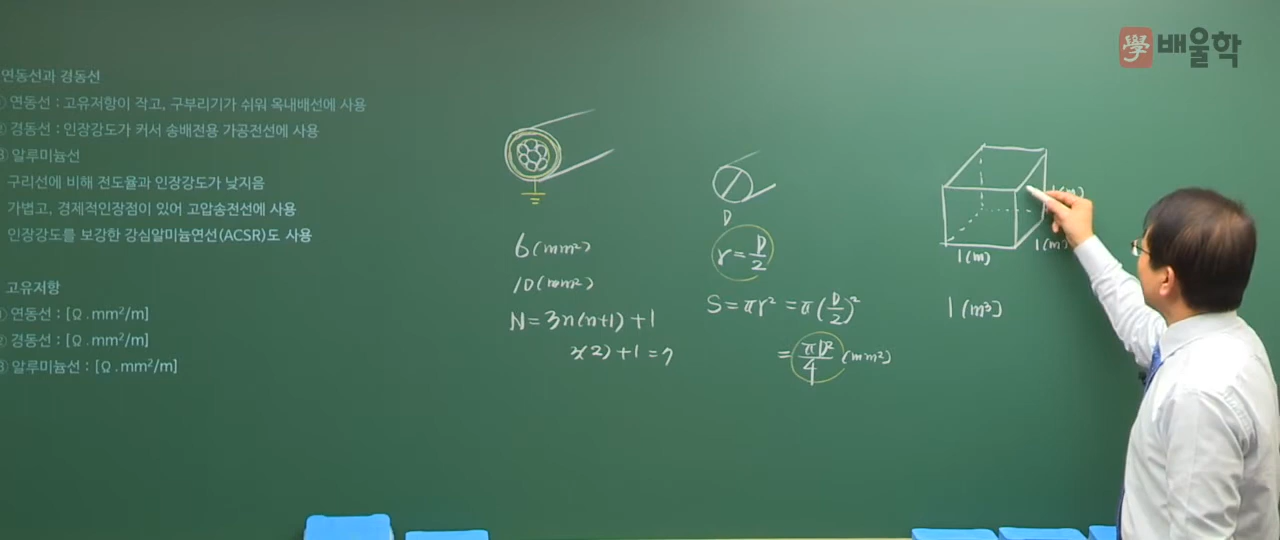 學 배울학
연동선과 경동선
① 연동선 : 고유저항이 작고, 구부리기가 쉬워 옥내배선에 사용
② 경동선 : 인장강도가 커서 송배전용 가공전선에 사용
③ 알루미늄선
구리선에 비해 전도율과 인장강도가 낮지음
가볍고, 경제적인장점이 있어 고압송전선에 사용
인장강도를 보강한 강심알미늄연선(ACSR)도 사용
고유저항
① 연동선 : [Ω.mm²/m]
② 경동선 : [Ω.mm²/m]
③ 알루미늄선 : [Ω.mm²/m]
6(mm²)
10(mm²)
N=3n(n+1)+1
3(2)+1=7
D
r=D/2
S=πr²=π(D/2)²
=πD²/4 (mm²)
1(m)
1(m)
1(m)
1(m³)